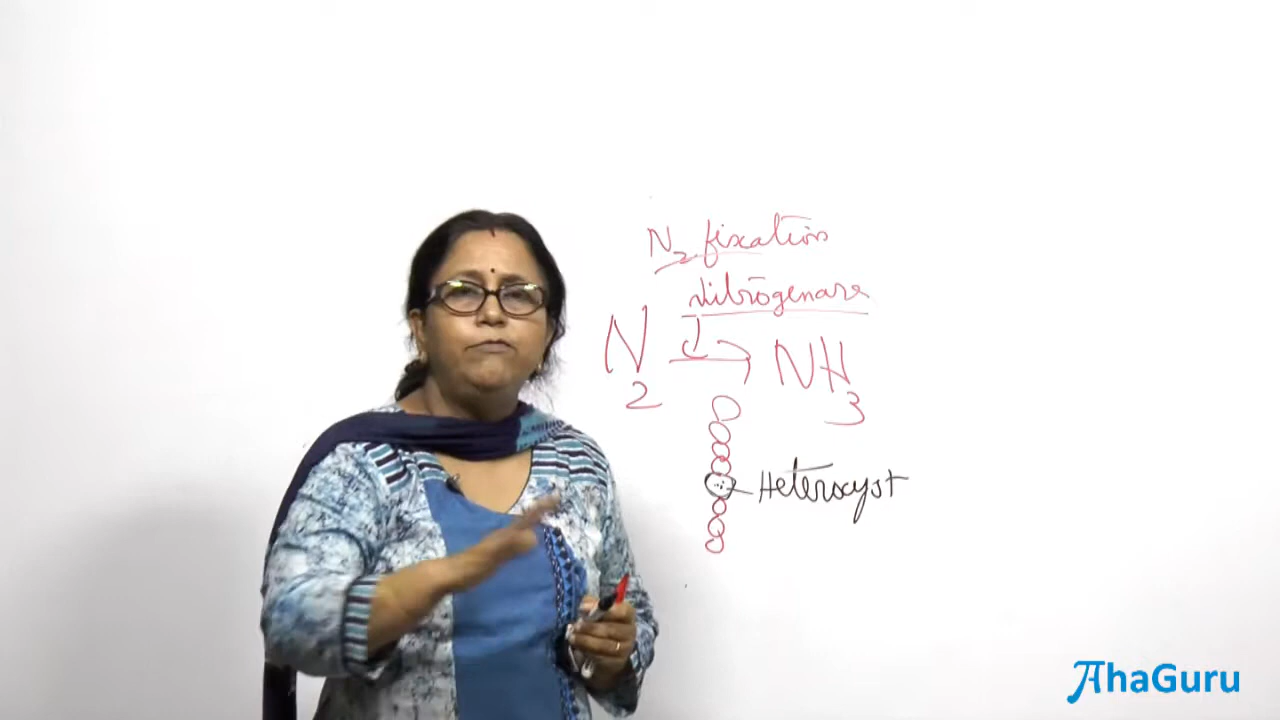 N2 fixation
Nitrogenase
N2 → NH3
Heterocyst
AhaGuru